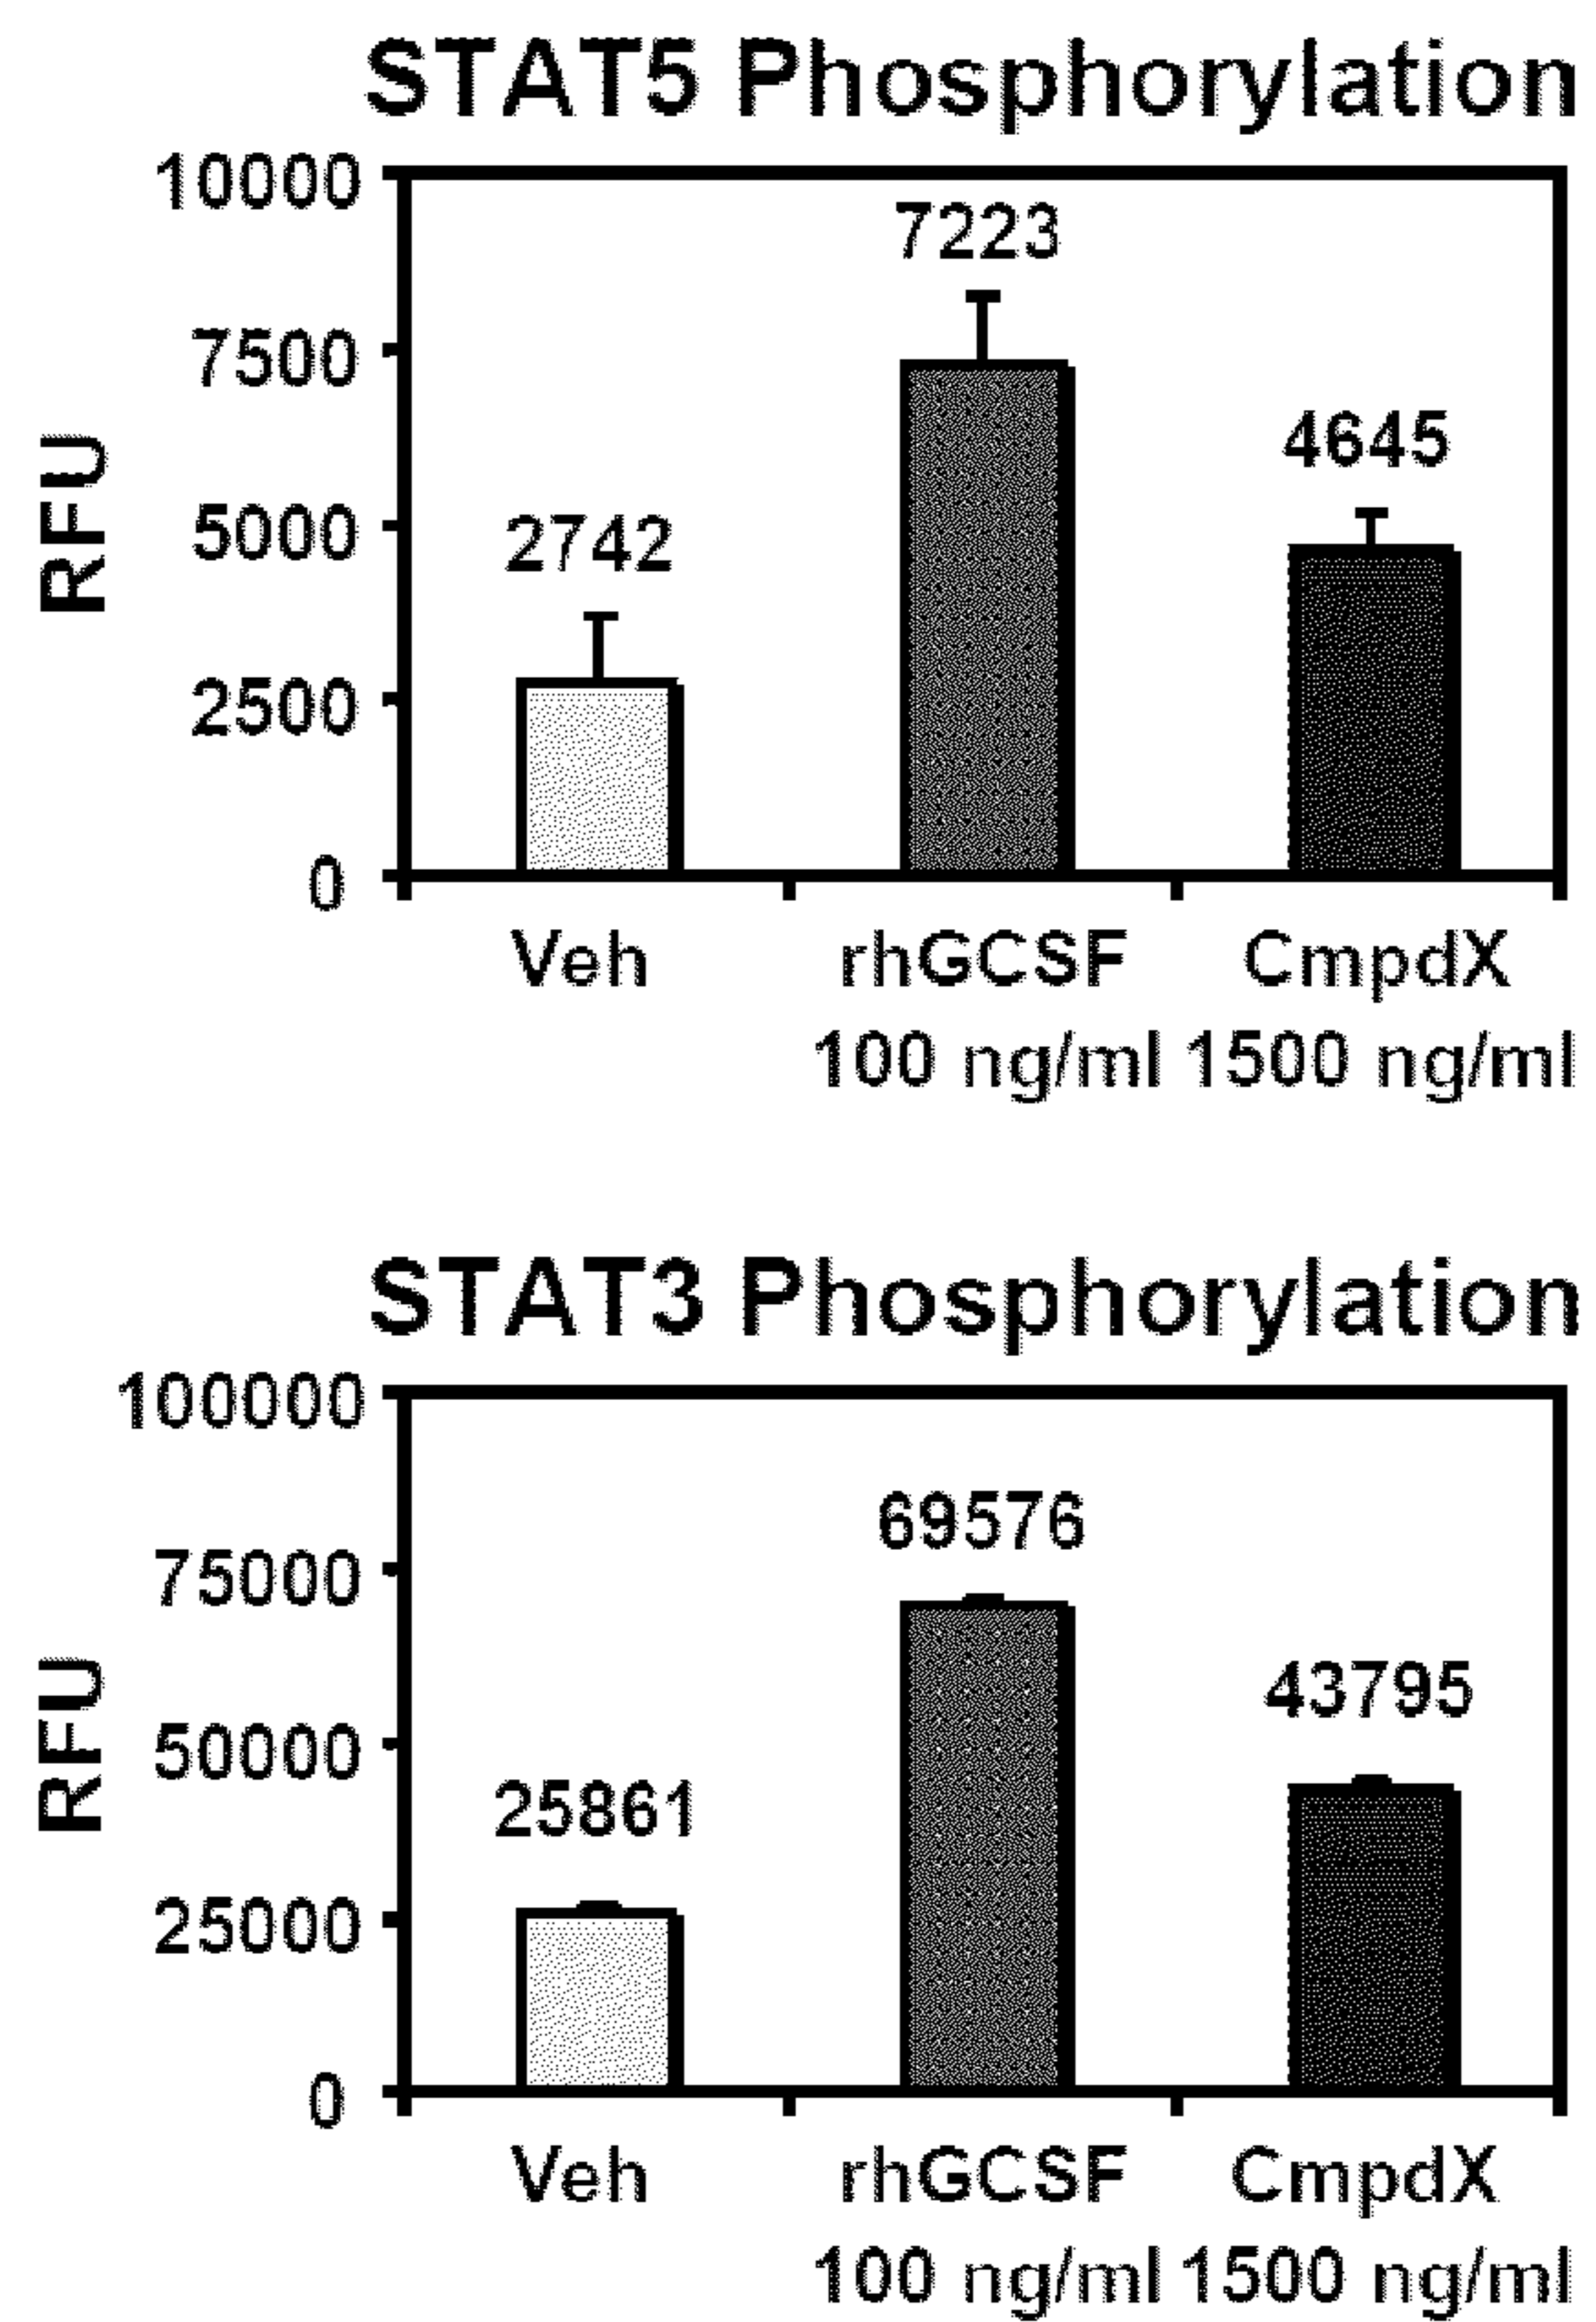 STAT5 Phosphorylation
10000
7500
5000
2500
0
RFU
2742
7223
4645
Veh rhGCSF CmpdX
100 ng/ml 1500 ng/ml
STAT3 Phosphorylation
100000
75000
50000
25000
0
RFU
25861
69576
43795
Veh rhGCSF CmpdX
100 ng/ml 1500 ng/ml